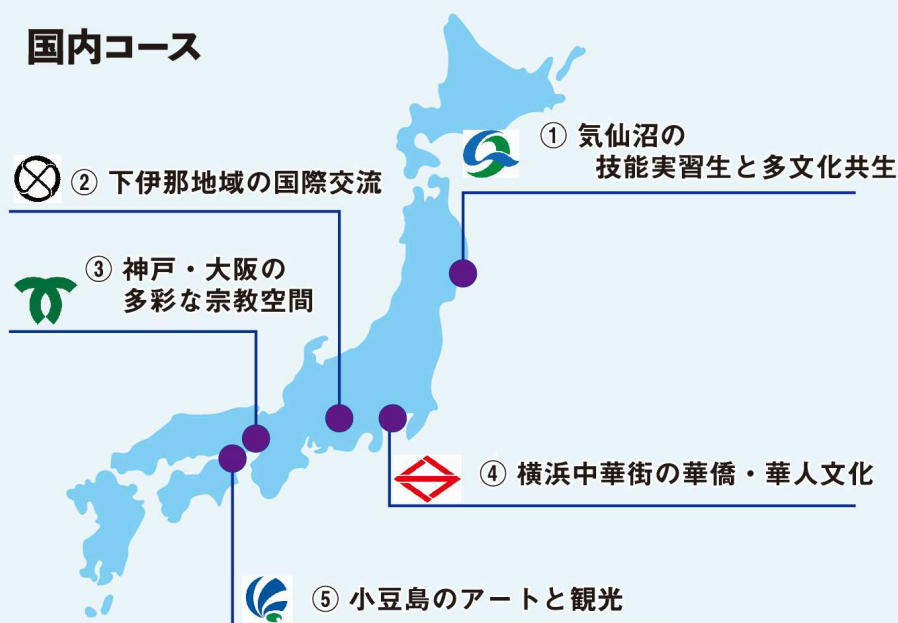 国内コース
① 気仙沼の
技能実習生と多文化共生
② 下伊那地域の国際交流
③ 神戸・大阪の
多彩な宗教空間
④ 横浜中華街の華僑・華人文化
⑤ 小豆島のアートと観光